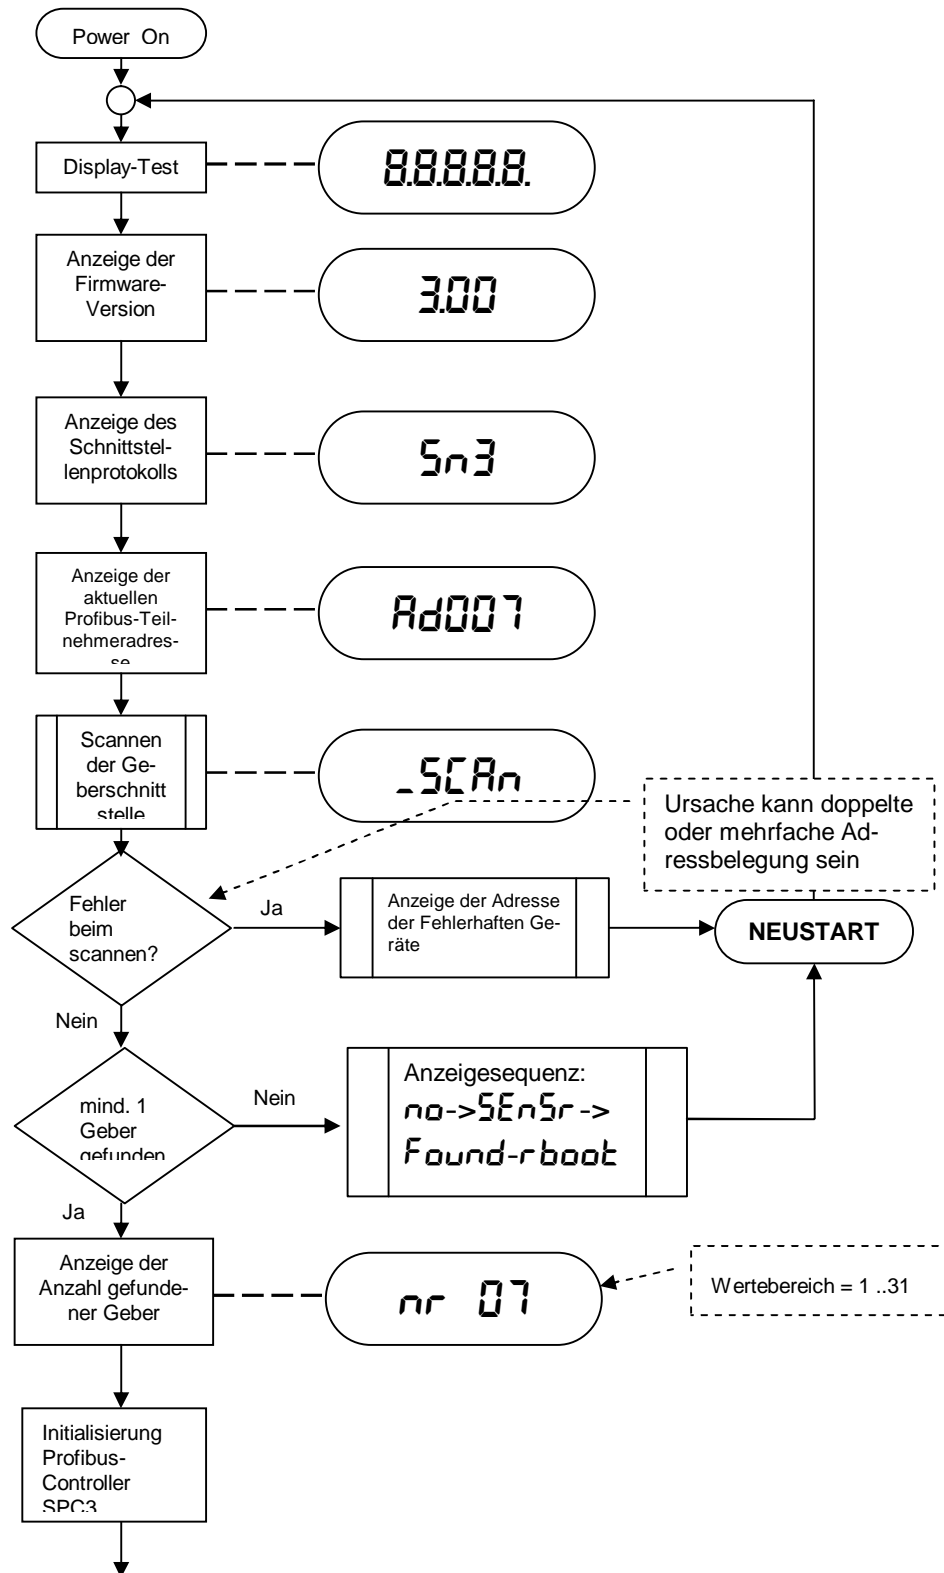 Power On
Display-Test
8.8.8.8.8.
Anzeige der
Firmware-
Version
3.00
Anzeige des
Schnittstel-
lenprotokolls
Sn3
Anzeige der
aktuellen
Profibus-Teil-
nehmeradres-
se
Ad007
Scannen
der Ge-
berschnitt
stelle
_SCAn
Ursache kann doppelte
oder mehrfache Ad-
ressbelegung sein
Fehler
beim
scannen?
Ja
Anzeige der Adresse
der Fehlerhaften Ge-
räte
NEUSTART
Nein
mind. 1
Geber
gefunden
Nein
Anzeigesequenz:
no->SEnSr->
Found-rboot
Ja
Anzeige der
Anzahl gefunde-
ner Geber
nr 07
Wertebereich = 1 ..31
Initialisierung
Profibus-
Controller
SPC3